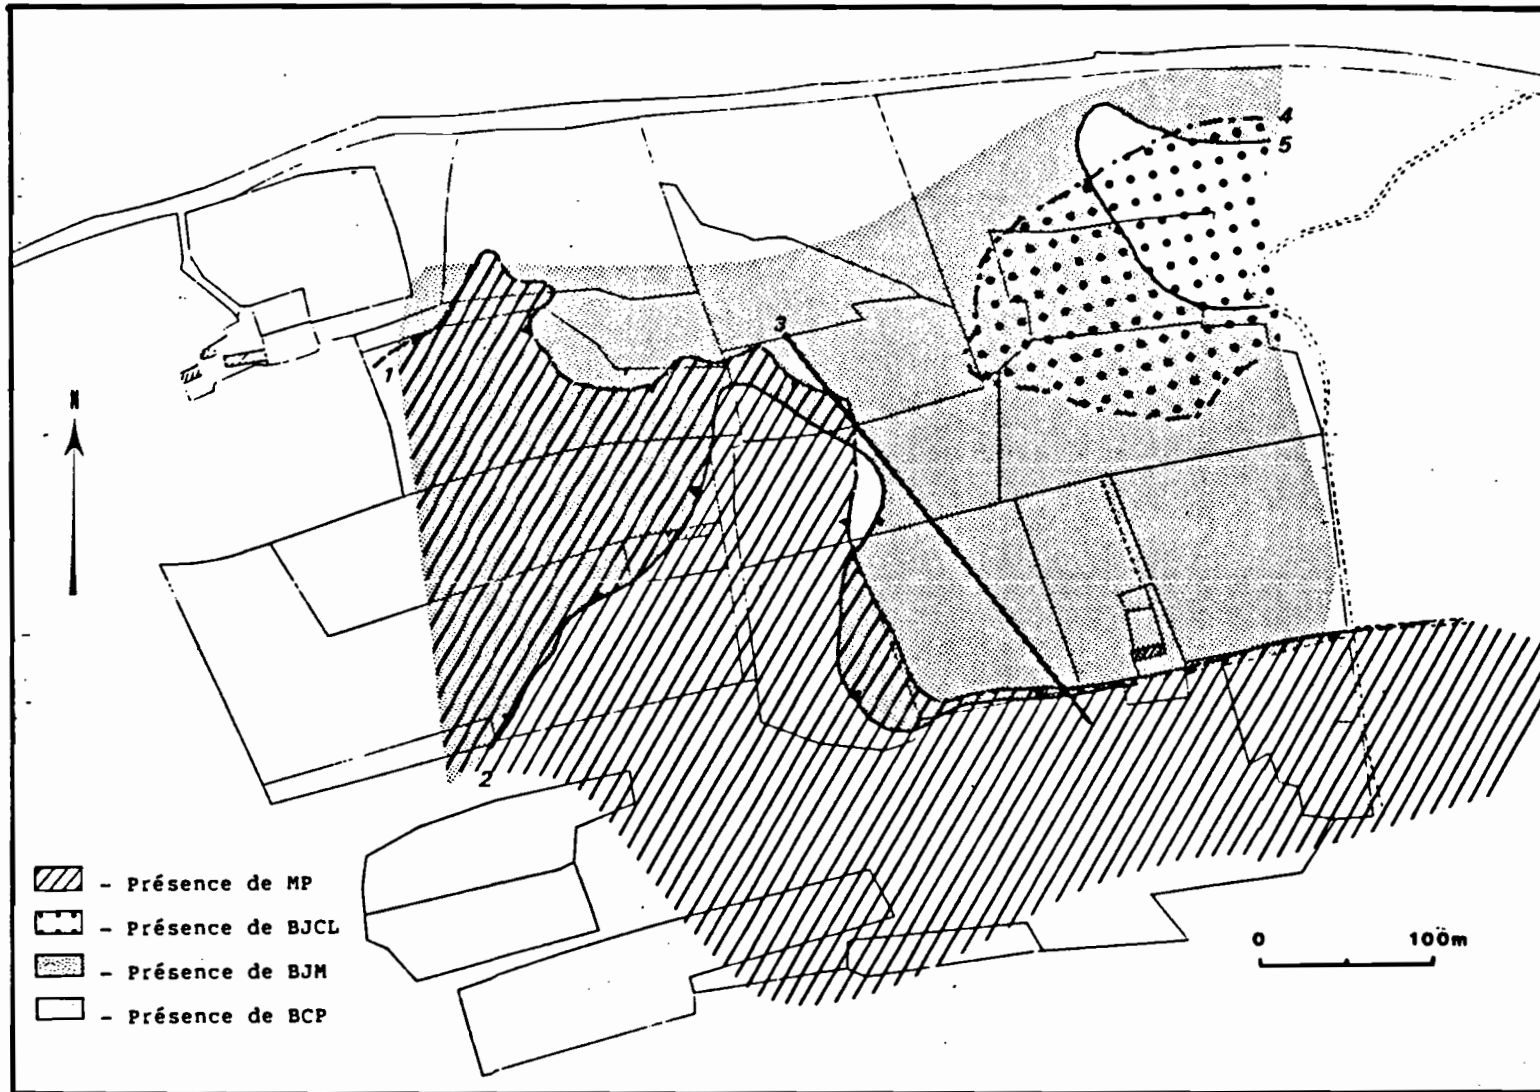 4
5
3
1
N
2
- Présence de MP
- Présence de BJCL
- Présence de BJM
- Présence de BCP
0 100m